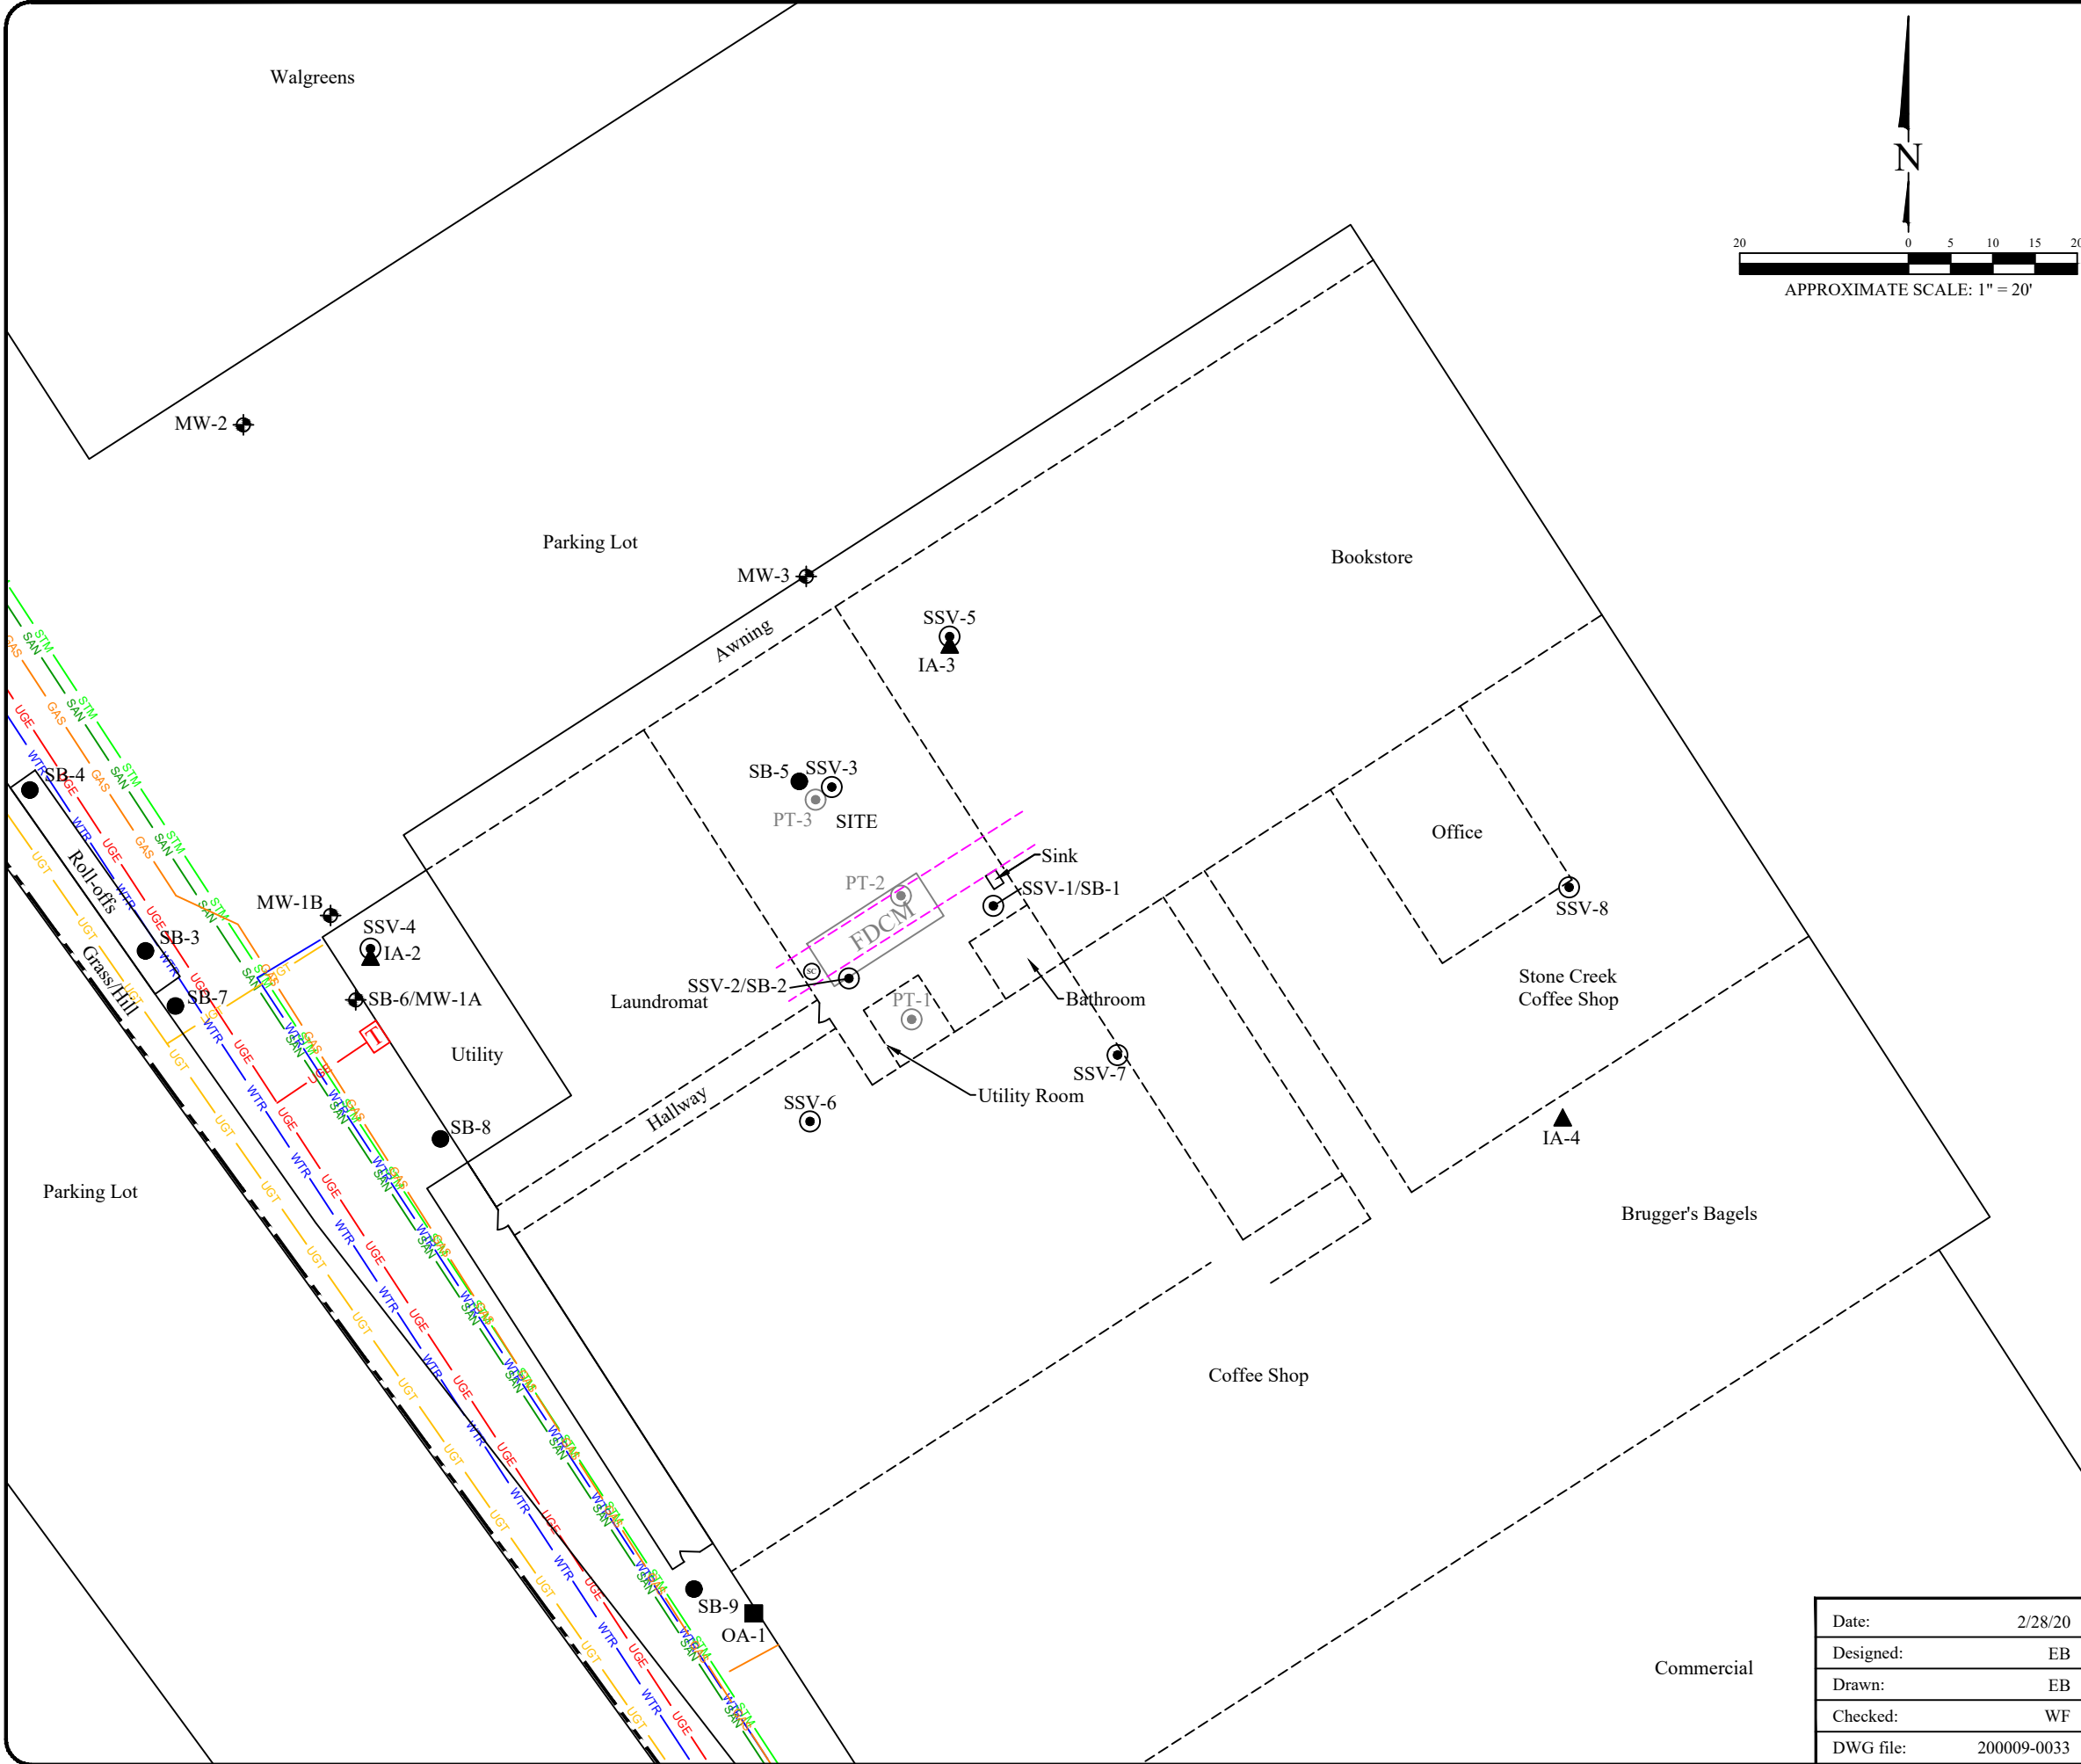 Walgreens
N
20 0 5 10 15 20
APPROXIMATE SCALE: 1" = 20'
MW-2
Parking Lot
MW-3
Bookstore
Awning
SSV-5
IA-3
SB-4
SB-5
SSV-3
PT-3
SITE
Office
Sink
Roll-offs
PT-2
SSV-1/SB-1
MW-1B
FDCM
SSV-8
SSV-4
IA-2
SB-3
Grass/Hill
SC
SSV-2/SB-2
Stone Creek
Coffee Shop
SB-7
SB-6/MW-1A
Laundromat
PT-1
Bathroom
T
Utility
SSV-7
Utility Room
Hallway
SSV-6
SB-8
IA-4
Parking Lot
Brugger's Bagels
Coffee Shop
SB-9
OA-1
Commercial
STM
SAN
GAS
UGE
WTR
UGT
Date: 2/28/20
Designed: EB
Drawn: EB
Checked: WF
DWG file: 200009-0033